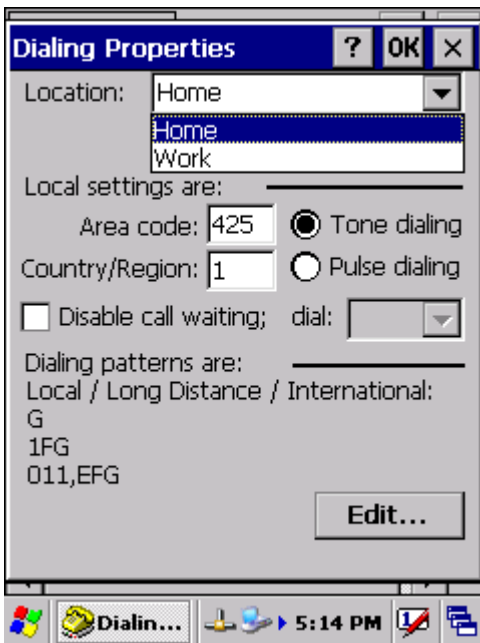 Dialing Properties ? OK ×
Location: Home
Home
Work
Local settings are:
Area code: 425 Tone dialing
Country/Region: 1 Pulse dialing
Disable call waiting; dial:
Dialing patterns are:
Local / Long Distance / International:
G
1FG
011,EFG
Edit...
Dialin... 5:14 PM